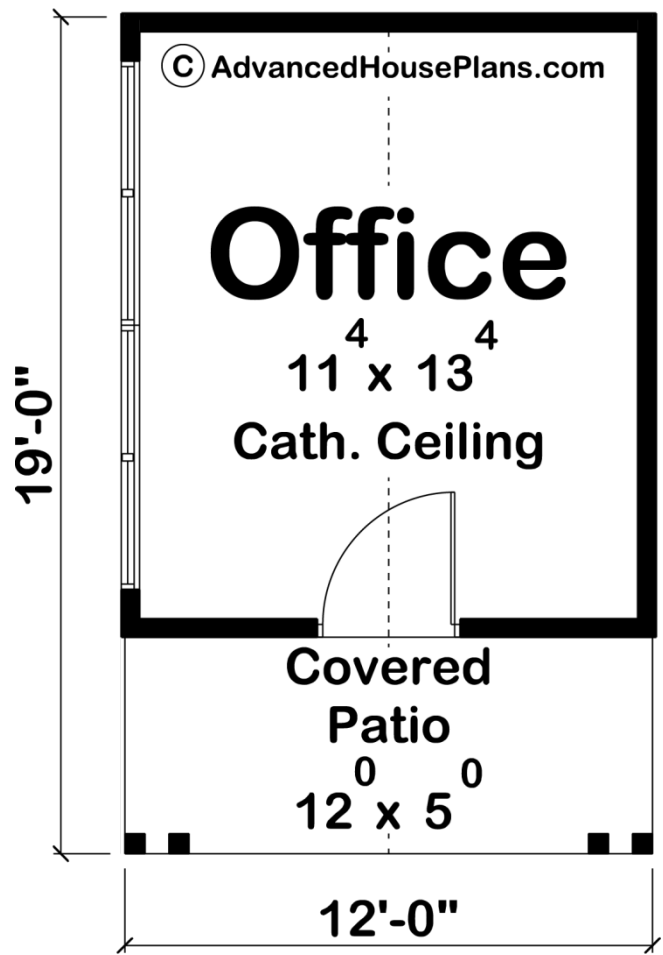 © AdvancedHousePlans.com
Office
11⁴ x 13⁴
Cath. Ceiling
19'-0"
Covered
Patio
12⁰ x 5⁰
12'-0"